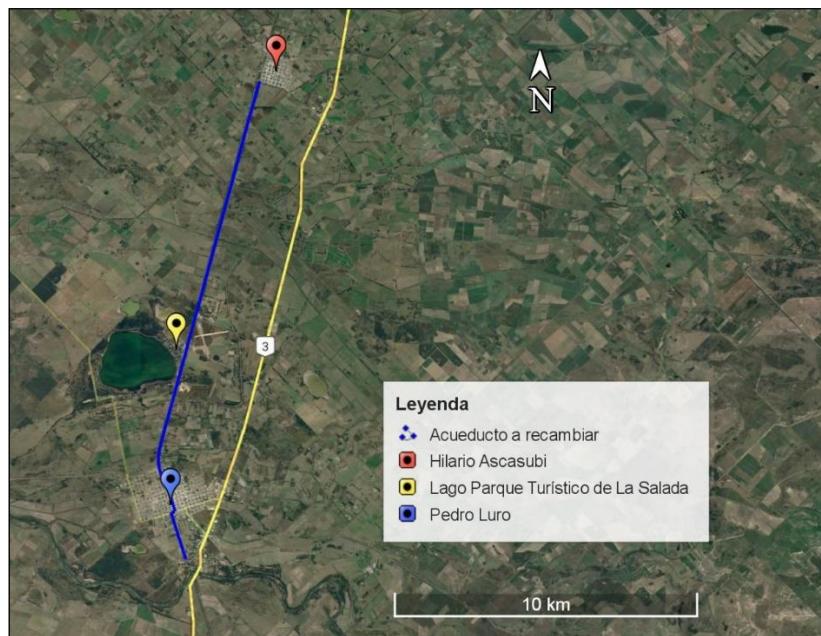 N
3
Leyenda
Acueducto a recambiar
Hilario Ascasubi
Lago Parque Turístico de La Salada
Pedro Luro
10 km